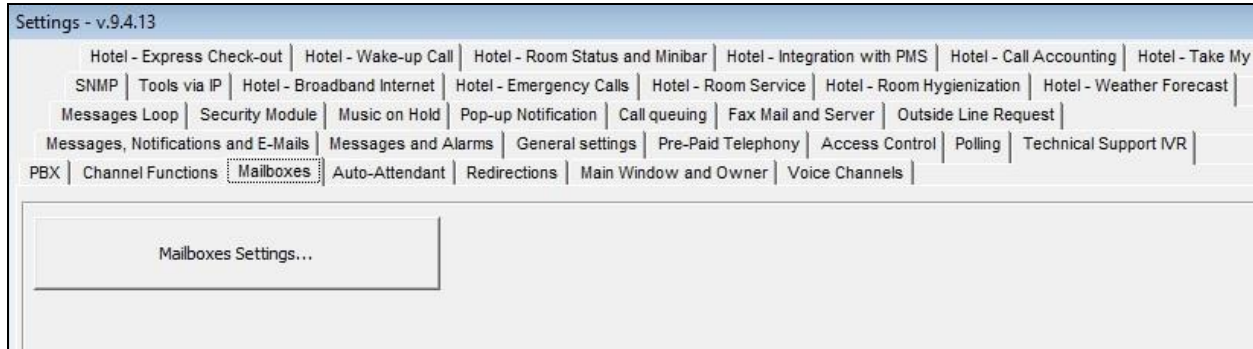 Settings - v.9.4.13
Hotel - Express Check-out Hotel - Wake-up Call Hotel - Room Status and Minibar Hotel - Integration with PMS Hotel - Call Accounting Hotel - Take My
SNMP Tools via IP Hotel - Broadband Internet Hotel - Emergency Calls Hotel - Room Service Hotel - Room Hygienization Hotel - Weather Forecast
Messages Loop Security Module Music on Hold Pop-up Notification Call queuing Fax Mail and Server Outside Line Request
Messages, Notifications and E-Mails Messages and Alarms General settings Pre-Paid Telephony Access Control Polling Technical Support IVR
PBX Channel Functions Mailboxes Auto-Attendant Redirections Main Window and Owner Voice Channels
Mailboxes Settings...